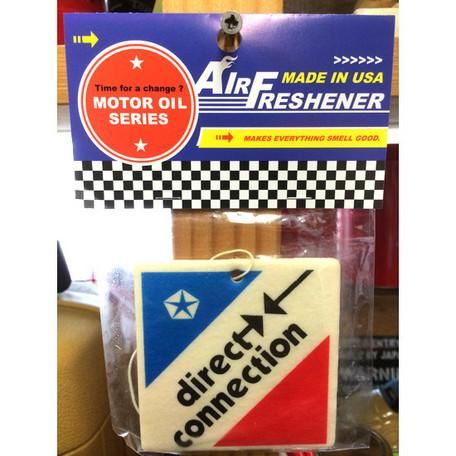 >>>>>>
Time for a change ?
MOTOR OIL
SERIES
AIR FRESHENER
MADE IN USA
MAKES EVERYTHING SMELL GOOD.
direct
connection